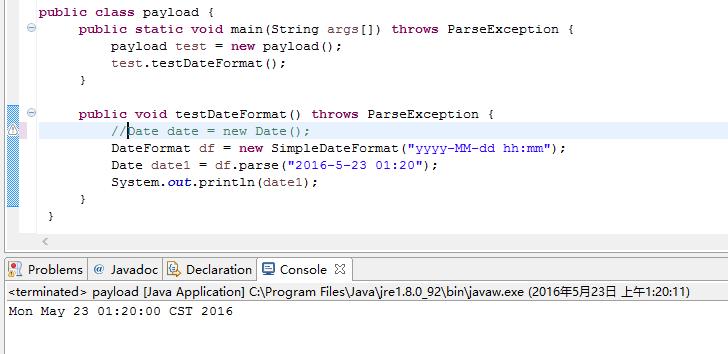 public class payload {
public static void main(String args[]) throws ParseException {
payload test = new payload();
test.testDateFormat();
}
public void testDateFormat() throws ParseException {
//Date date = new Date();
DateFormat df = new SimpleDateFormat("yyyy-MM-dd hh:mm");
Date date1 = df.parse("2016-5-23 01:20");
System.out.println(date1);
}
}
Problems @ Javadoc Declaration Console
<terminated> payload [Java Application] C:\Program Files\Java\jre1.8.0_92\bin\javaw.exe (2016年5月23日 上午1:20:11)
Mon May 23 01:20:00 CST 2016